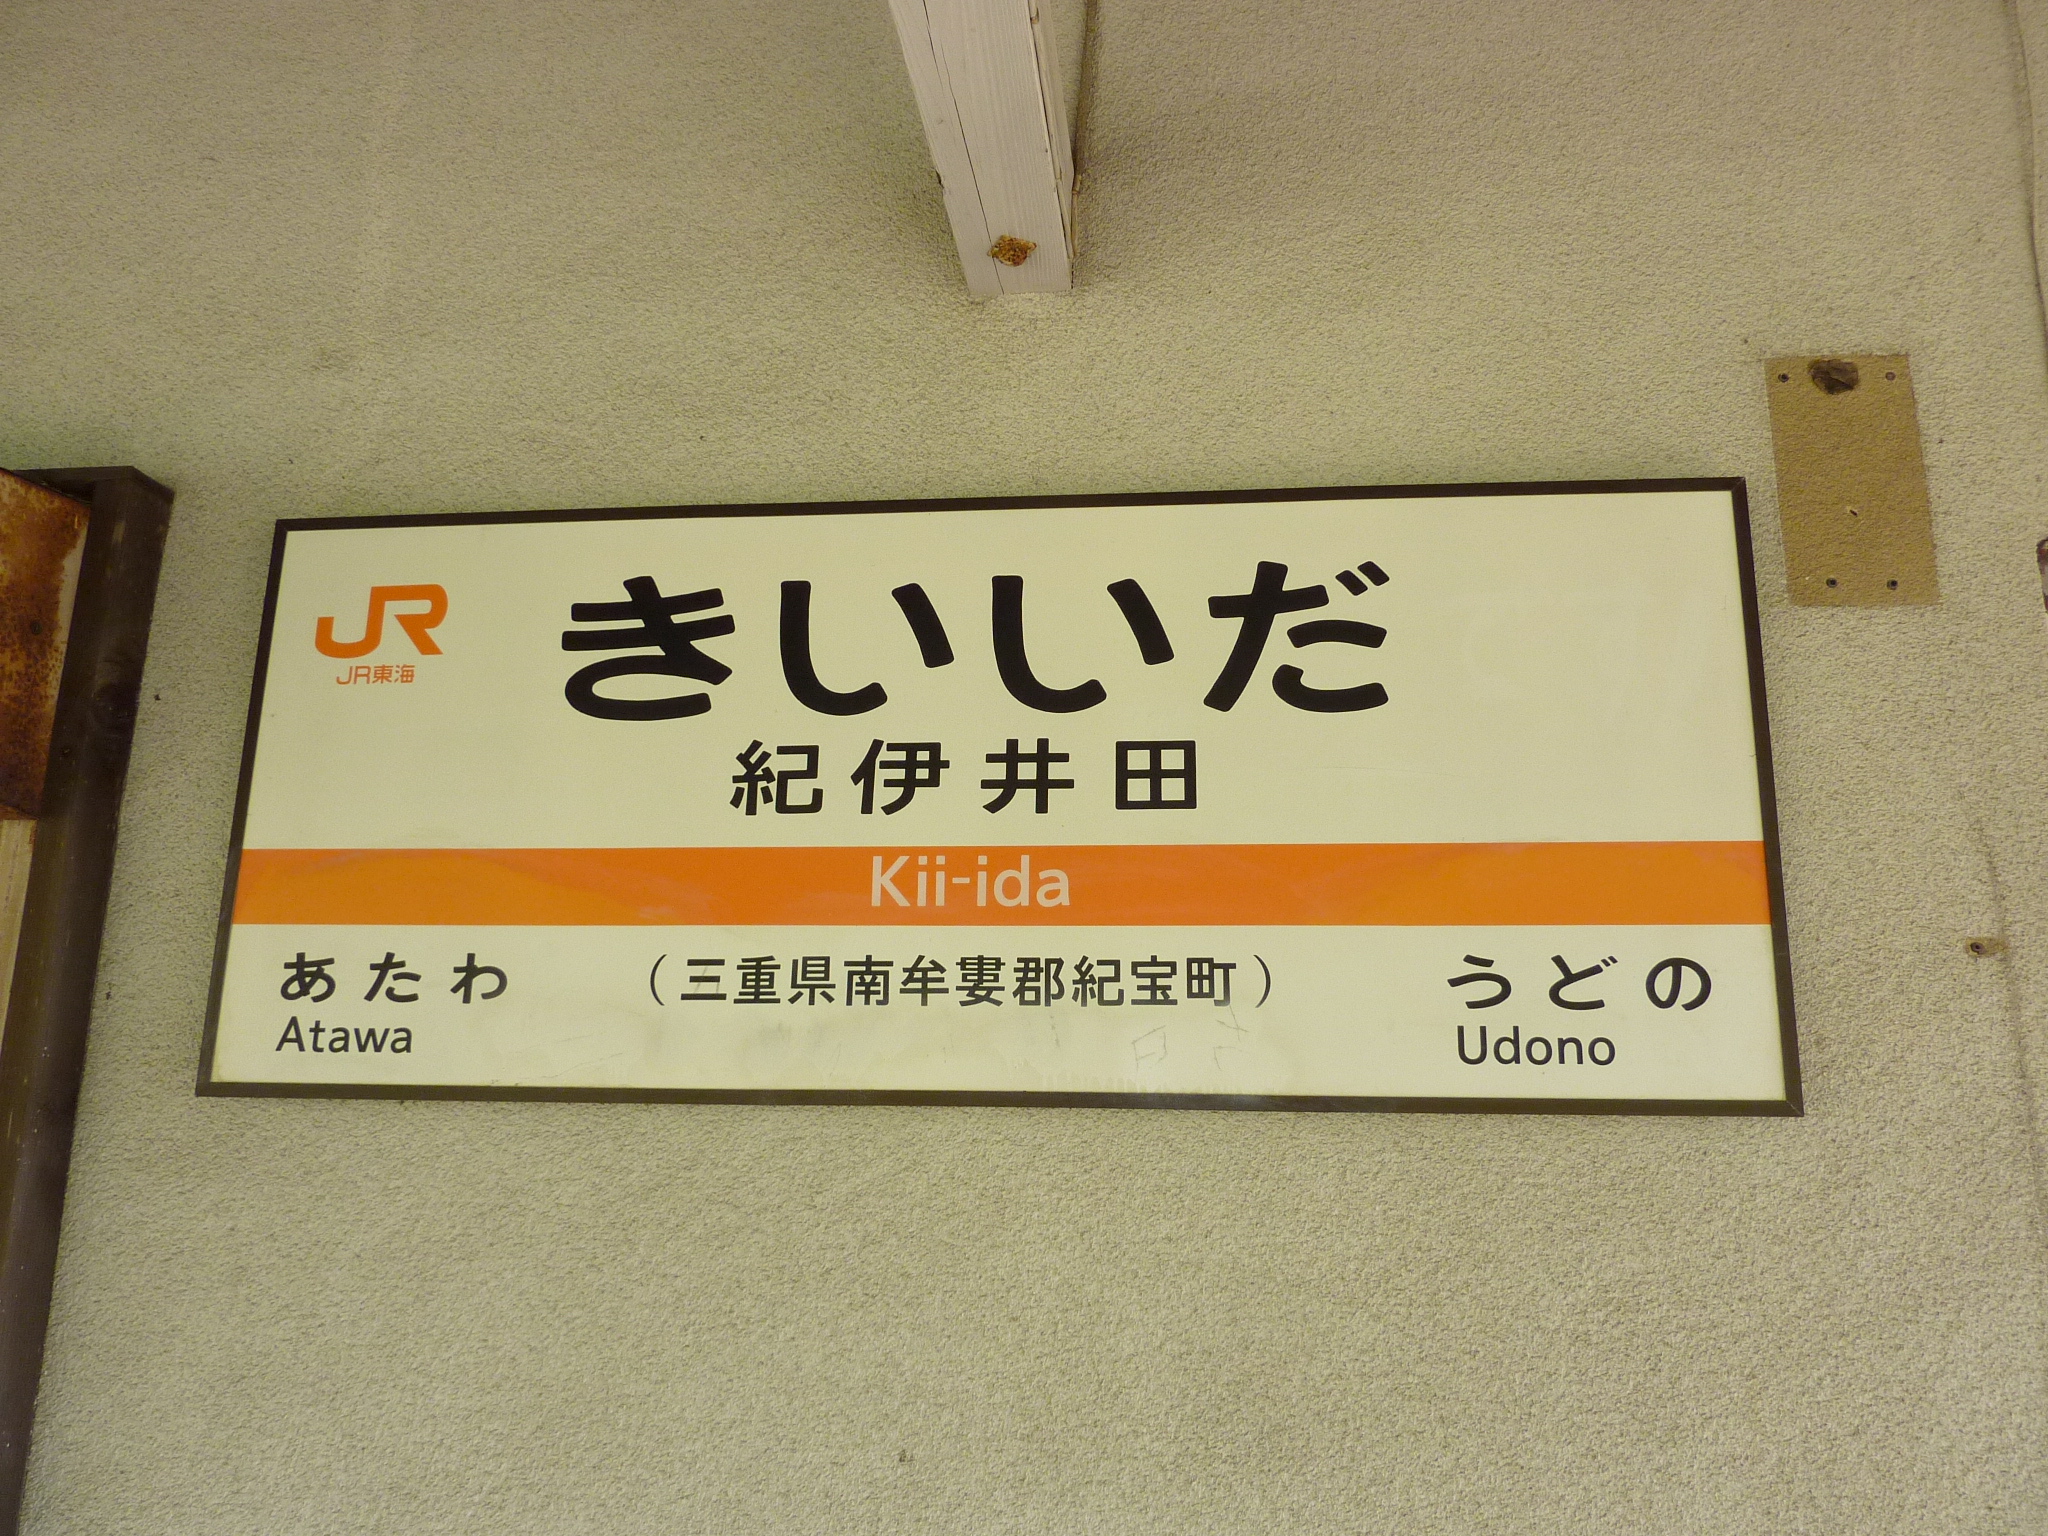 JR
JR東海
きいいだ
紀伊井田
Kii-ida
あたわ
Atawa
(三重県南牟婁郡紀宝町)
うどの
Udono